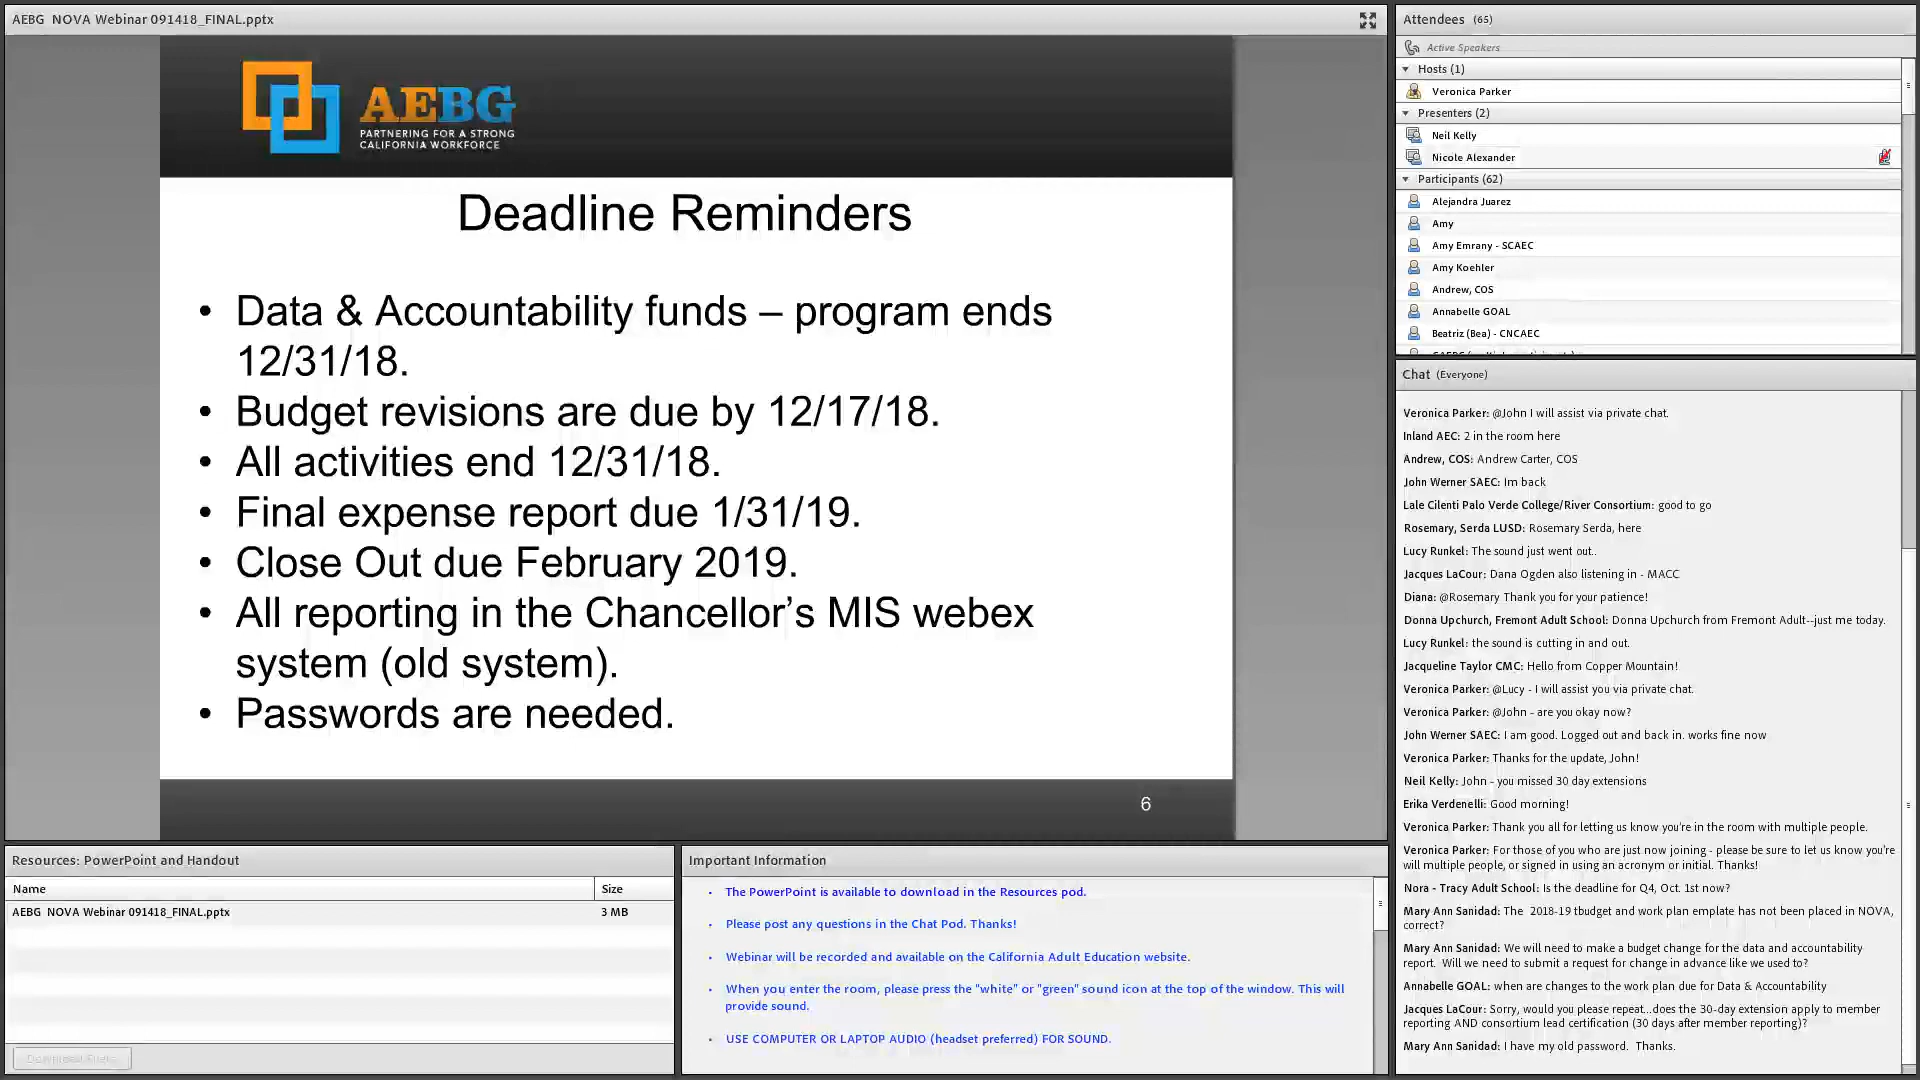 AEBG NOVA Webinar 091418_FINAL.pptx
AEBG
PARTNERING FOR A STRONG
CALIFORNIA WORKFORCE
Deadline Reminders
• Data & Accountability funds – program ends
12/31/18.
• Budget revisions are due by 12/17/18.
• All activities end 12/31/18.
• Final expense report due 1/31/19.
• Close Out due February 2019.
• All reporting in the Chancellor’s MIS webex
system (old system).
• Passwords are needed.
6
Resources: PowerPoint and Handout
Name Size
AEBG NOVA Webinar 091418_FINAL.pptx 3 MB
Important Information
• The PowerPoint is available to download in the Resources pod.
• Please post any questions in the Chat Pod. Thanks!
• Webinar will be recorded and available on the California Adult Education website.
• When you enter the room, please press the "white" or "green" sound icon at the top of the window. This will
provide sound.
• USE COMPUTER OR LAPTOP AUDIO (headset preferred) FOR SOUND.
Attendees (65)
Active Speakers
Hosts (1)
Veronica Parker
Presenters (2)
Neil Kelly
Nicole Alexander
Participants (62)
Alejandra Juarez
Amy
Amy Emrany - SCAEC
Amy Koehler
Andrew, COS
Annabelle GOAL
Beatriz (Bea) - CNCAEC
Chat (Everyone)
Veronica Parker: @John I will assist via private chat.
Inland AEC: 2 in the room here
Andrew, COS: Andrew Carter, COS
John Werner SAEC: Im back
Lale Cilenti Palo Verde College/River Consortium: good to go
Rosemary, Serda LUSD: Rosemary Serda, here
Lucy Runkel: The sound just went out..
Jacques LaCour: Dana Ogden also listening in - MACC
Diana: @Rosemary Thank you for your patience!
Donna Upchurch, Fremont Adult School: Donna Upchurch from Fremont Adult--just me today.
Lucy Runkel: the sound is cutting in and out.
Jacqueline Taylor CMC: Hello from Copper Mountain!
Veronica Parker: @Lucy - I will assist you via private chat.
Veronica Parker: @John - are you okay now?
John Werner SAEC: I am good. Logged out and back in. works fine now
Veronica Parker: Thanks for the update, John!
Neil Kelly: John - you missed 30 day extensions
Erika Verdenelli: Good morning!
Veronica Parker: Thank you all for letting us know you're in the room with multiple people.
Veronica Parker: For those of you who are just now joining - please be sure to let us know you're
will multiple people, or signed in using an acronym or initial. Thanks!
Nora - Tracy Adult School: Is the deadline for Q4, Oct. 1st now?
Mary Ann Sanidad: The 2018-19 tbudget and work plan emplate has not been placed in NOVA,
correct?
Mary Ann Sanidad: We will need to make a budget change for the data and accountability
report. Will we need to submit a request for change in advance like we used to?
Annabelle GOAL: when are changes to the work plan due for Data & Accountability
Jacques LaCour: Sorry, would you please repeat...does the 30-day extension apply to member
reporting AND consortium lead certification (30 days after member reporting)?
Mary Ann Sanidad: I have my old password. Thanks.